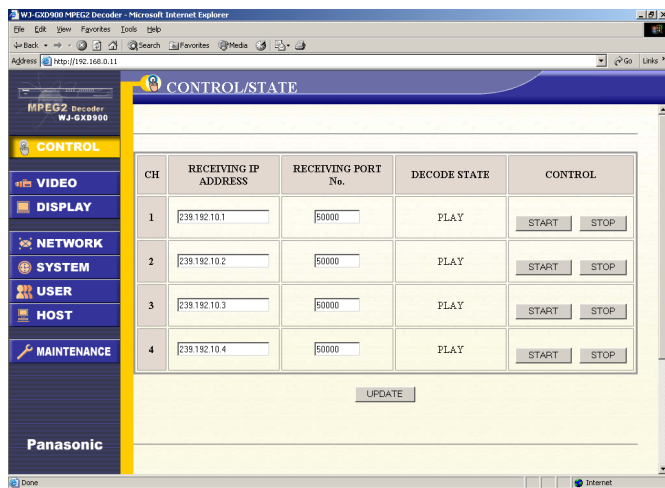 WJ-GXD900 MPEG2 Decoder - Microsoft Internet Explorer
File Edit View Favorites Tools Help
Back Search Favorites Media
Address http://192.168.0.11 Go Links
MPEG2 Decoder
WJ-GXD900
CONTROL/STATE
CONTROL
VIDEO
DISPLAY
NETWORK
SYSTEM
USER
HOST
MAINTENANCE
Panasonic
CH RECEIVING IP ADDRESS RECEIVING PORT No. DECODE STATE CONTROL
1 239.192.10.1 50000 PLAY START STOP
2 239.192.10.2 50000 PLAY START STOP
3 239.192.10.3 50000 PLAY START STOP
4 239.192.10.4 50000 PLAY START STOP
UPDATE
Done Internet